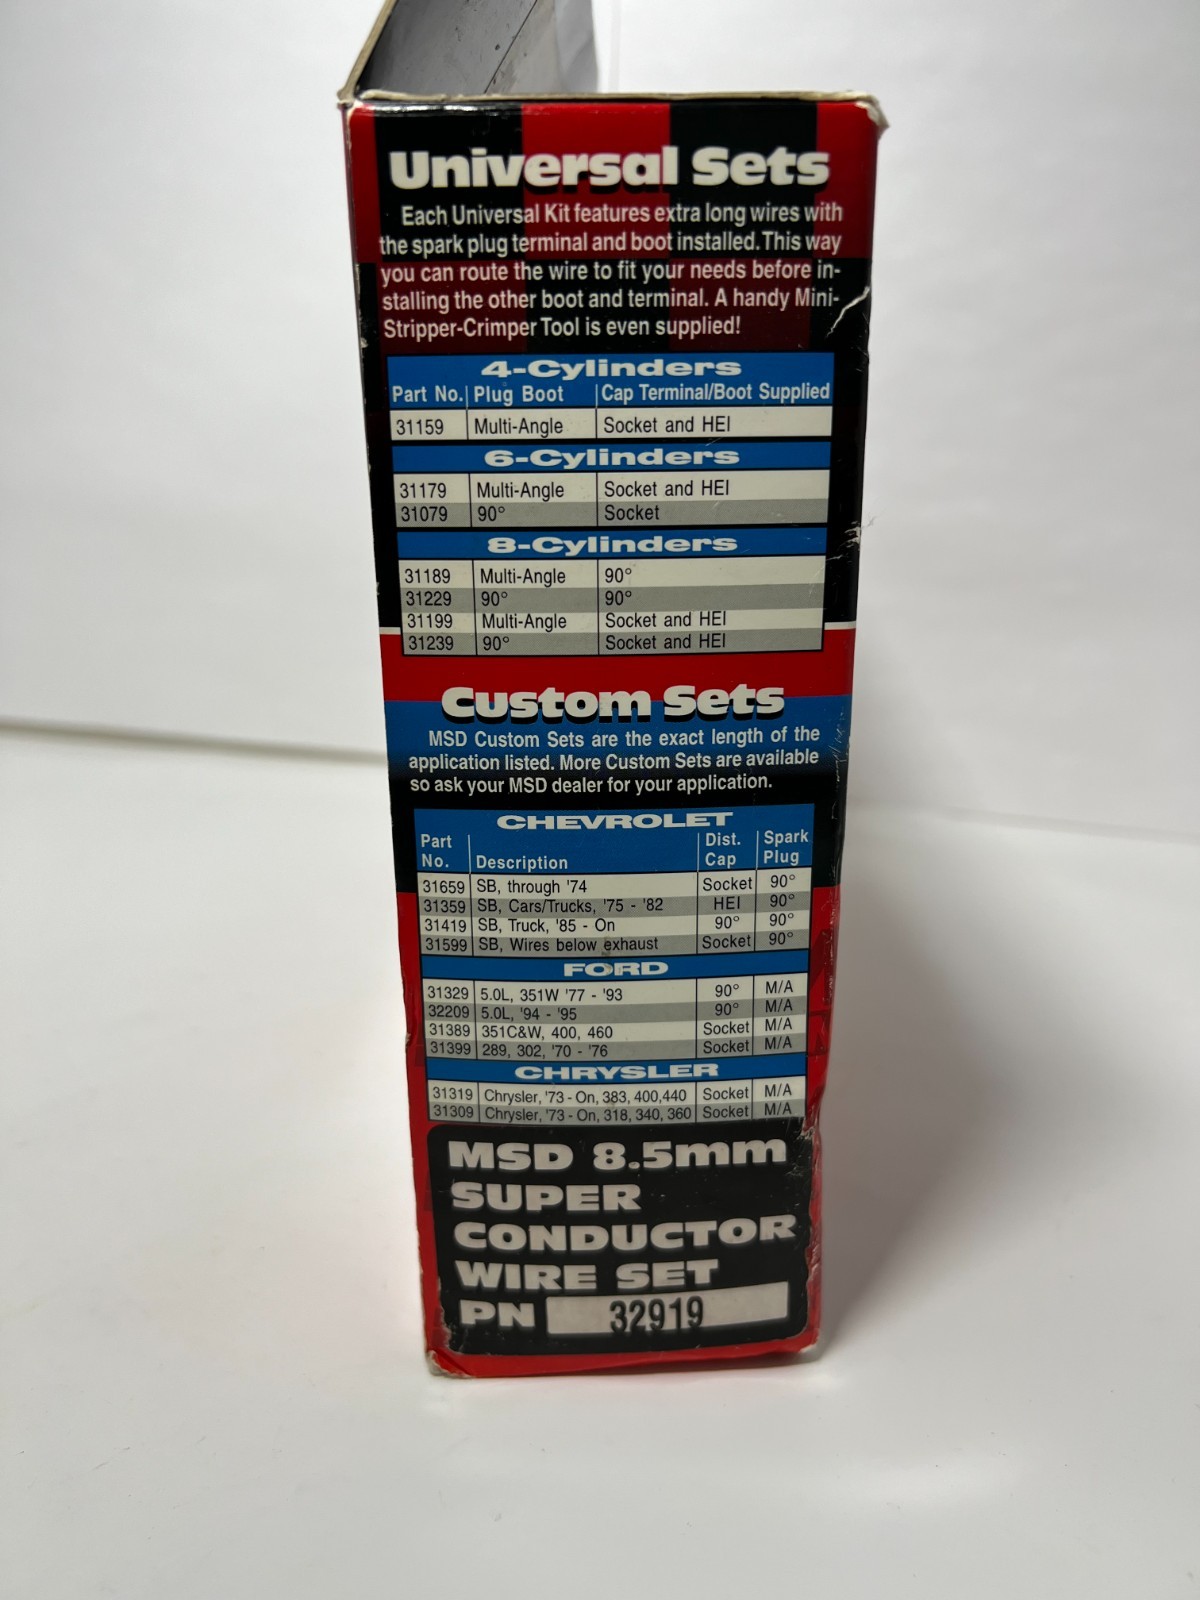 Universal Sets
Each Universal Kit features extra long wires with
the spark plug terminal and boot installed. This way
you can route the wire to fit your needs before in-
stalling the other boot and terminal. A handy Mini-
Stripper-Crimper Tool is even supplied!
4-Cylinders
Part No. Plug Boot Cap Terminal/Boot Supplied
31159 Multi-Angle Socket and HEI
6-Cylinders
31179 Multi-Angle Socket and HEI
31079 90° Socket
8-Cylinders
31189 Multi-Angle 90°
31229 90° 90°
31199 Multi-Angle Socket and HEI
31239 90° Socket and HEI
Custom Sets
MSD Custom Sets are the exact length of the
application listed. More Custom Sets are available
so ask your MSD dealer for your application.
CHEVROLET
Part Dist. Spark
No. Description Cap Plug
31659 SB, through '74 Socket 90°
31359 SB, Cars/Trucks, '75 - '82 HEI 90°
31419 SB, Truck, '85 - On 90° 90°
31599 SB, Wires below exhaust Socket 90°
FORD
31329 5.0L, 351W '77 - '93 90° M/A
32209 5.0L, '94 - '95 90° M/A
31389 351C&W, 400, 460 Socket M/A
31399 289, 302, '70 - '76 Socket M/A
CHRYSLER
31319 Chrysler, '73 - On, 383, 400,440 Socket M/A
31309 Chrysler, '73 - On, 318, 340, 360 Socket M/A
MSD 8.5mm
SUPER
CONDUCTOR
WIRE SET
PN 32919